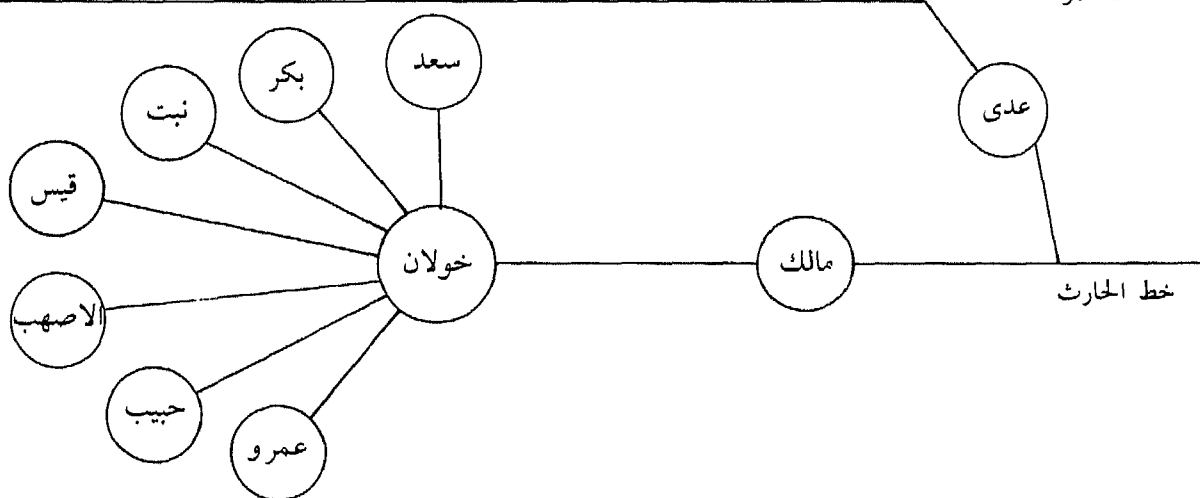 سعد
بكر
عدى
نبت
قيس
خولان
مالك
خط الحارث
الاصهب
حبيب
عمرو